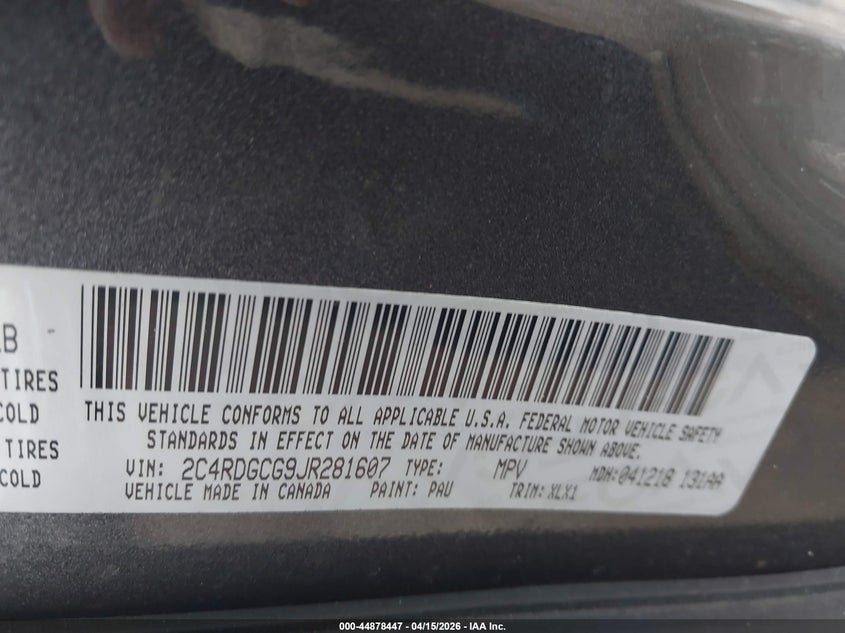 LB
TIRES
COLD
TIRES
COLD
THIS VEHICLE CONFORMS TO ALL APPLICABLE U.S.A. FEDERAL MOTOR VEHICLE SAFETY
STANDARDS IN EFFECT ON THE DATE OF MANUFACTURE SHOWN ABOVE.
VIN: 2C4RDGCG9JR281607 TYPE: MPV MDH:041218 131AA
VEHICLE MADE IN CANADA PAINT: PAU TRIM: XLX1
000-44878447 - 04/15/2026 - IAA Inc.